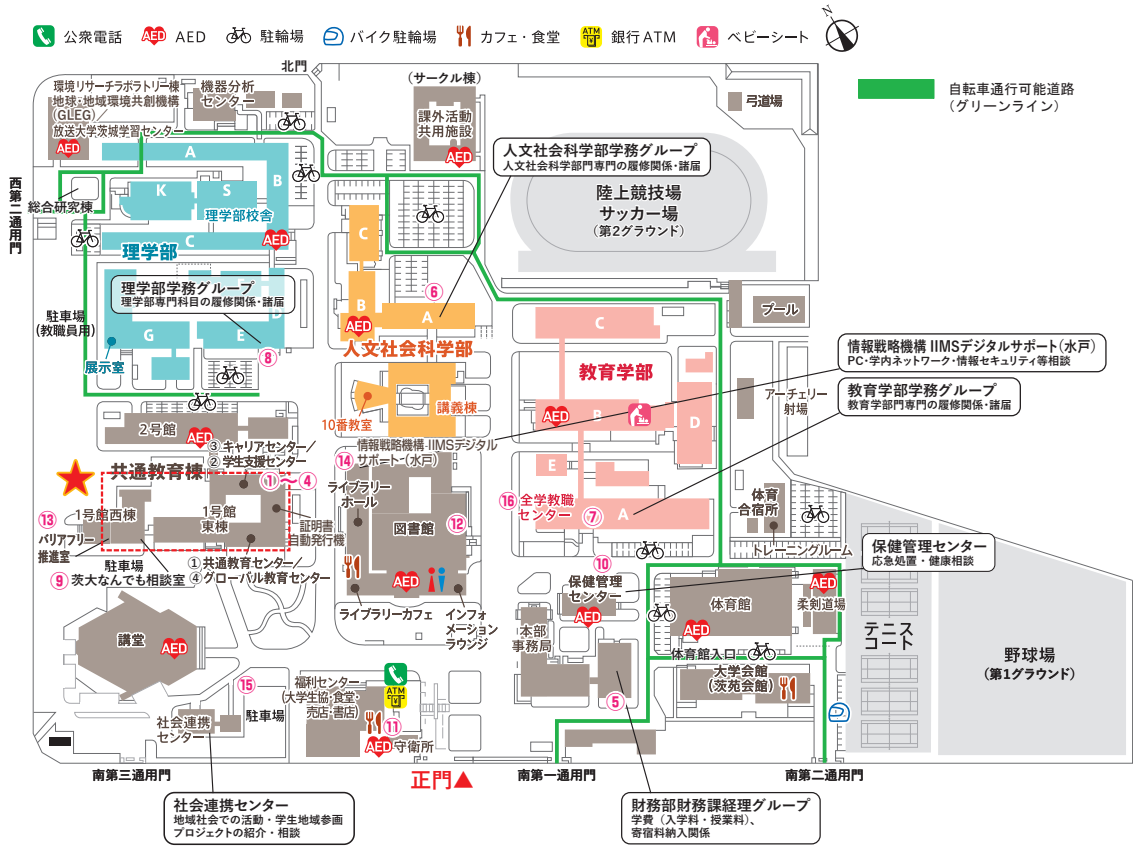 公衆電話
AED
駐輪場
バイク駐輪場
カフェ・食堂
ATM
銀行ATM
ベビーシート
N
自転車通行可能道路
(グリーンライン)
北門
環境リサーチラボラトリー棟
地球・地域環境共創機構
(GLEG)/
放送大学茨城学習センター
AED
機器分析
センター
(サークル棟)
課外活動
共用施設
AED
弓道場
人文社会科学部学務グループ
人文社会科学部門専門の履修関係・諸届
陸上競技場
サッカー場
(第2グラウンド)
西第二通用門
総合研究棟
A
B
K
S
理学部校舎
C
AED
理学部
理学部学務グループ
理学部専門科目の履修関係・諸届
D
G
E
⑧
展示室
駐車場
(教職員用)
C
B
A
⑥
AED
人文社会科学部
講義棟
10番教室
プール
アーチェリー
射場
C
教育学部
AED
B
D
E
A
⑦
⑯
全学教職
センター
情報戦略機構 IIMSデジタルサポート(水戸)
PC・学内ネットワーク・情報セキュリティ等相談
教育学部学務グループ
教育学部門専門の履修関係・諸届
2号館
AED
③ キャリアセンター/
② 学生支援センター
共通教育棟
①〜④
1号館西棟
1号館
東棟
証明書
自動発行機
⑬
バリアフリー
推進室
駐車場
⑨
茨大なんでも相談室
① 共通教育センター/
④ グローバル教育センター
情報戦略機構 IIMSデジタル
サポート(水戸)
⑭
ライブラリー
ホール
図書館
⑫
AED
ライブラリーカフェ
インフォ
メーション
ラウンジ
体育
合宿所
トレーニングルーム
保健管理センター
応急処置・健康相談
⑩
保健管理
センター
AED
本部
事務局
⑤
体育館
AED
AED
柔剣道場
体育館入口
大学会館
(茨苑会館)
テニス
コート
野球場
(第1グラウンド)
講堂
AED
⑮
駐車場
社会連携
センター
福利センター
(大学生協・食堂・
売店・書店)
ATM
⑪
AED
守衛所
南第三通用門
正門▲
南第一通用門
南第二通用門
社会連携センター
地域社会での活動・学生地域参画
プロジェクトの紹介・相談
財務部財務課経理グループ
学費(入学料・授業料)、
寄宿料納入関係